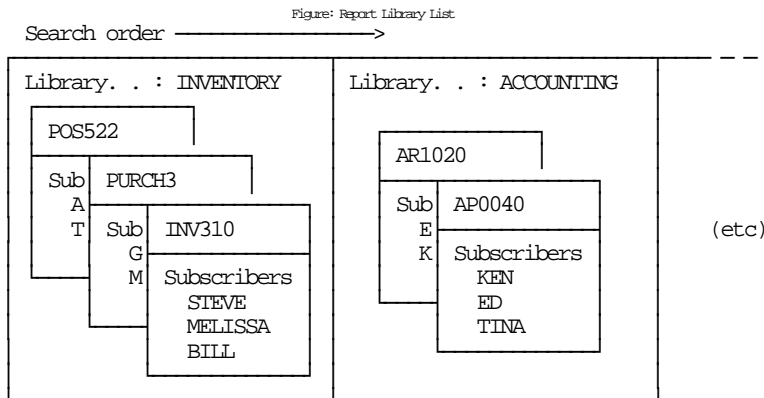 Figure: Report Library List
Search order
Library. . : INVENTORY
Library. . : ACCOUNTING
POS522
AR1020
Sub PURCH3
A
T
Sub INV310
G
M
Subscribers
STEVE
MELISSA
BILL
Sub AP0040
E
K
Subscribers
KEN
ED
TINA
(etc)